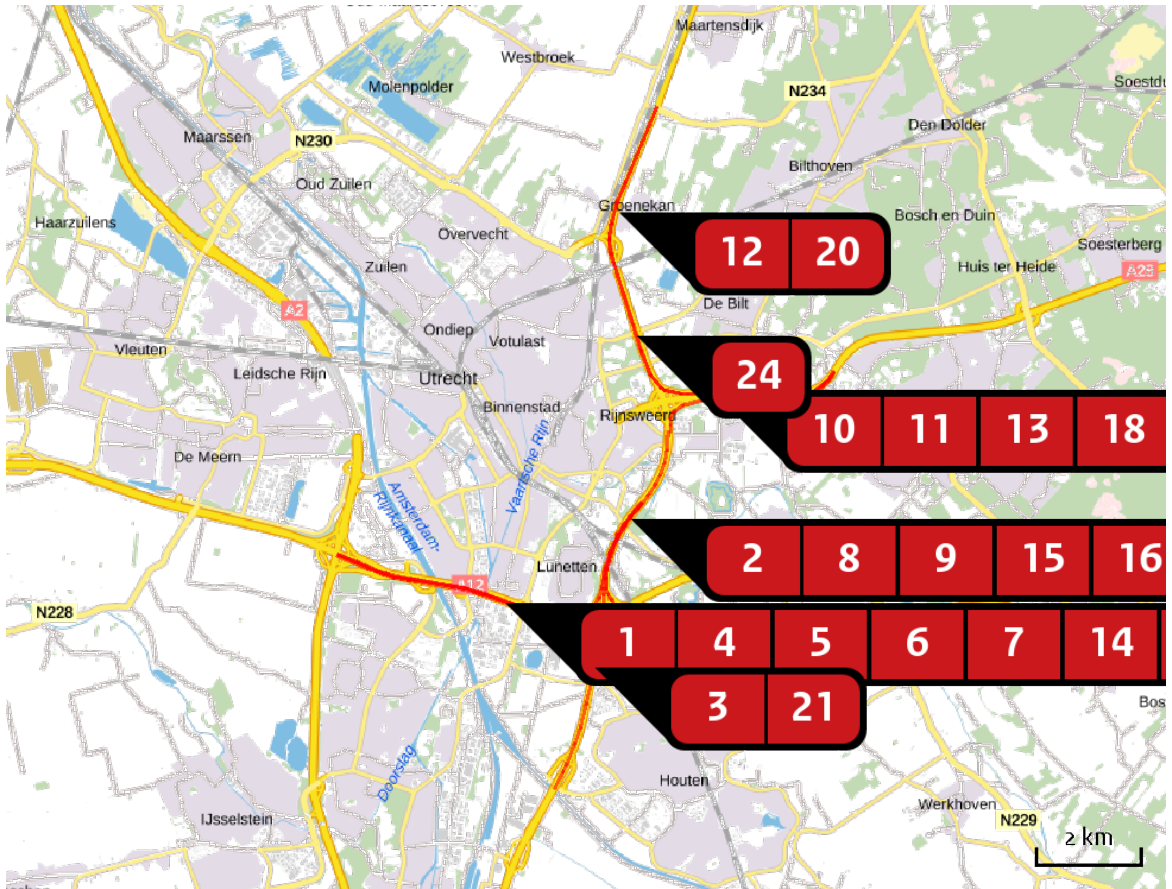 Maartensdijk
Westbroek
Soestdu
Molenpolder
N234
Den Dolder
Maarssen
N230
Bilthoven
Oud Zuilen
Groenekan
Haarzuilens
Overvecht
Bosch en Duin
Soesterberg
12 20
Zuilen
Huis ter Heide
A28
A2
De Bilt
Ondiep
Votulast
Vleuten
Leidsche Rijn
Utrecht
24
Binnenstad
Rijnsweerd
10 11 13 18
De Meern
Vaartsche Rijn
Amsterdam-
Rijnkanaal
2 8 9 15 16
Lunetten
A12
N228
1 4 5 6 7 14
3 21
Bos
Doorslag
Houten
Werkhoven
IJsselstein
N229
2 km